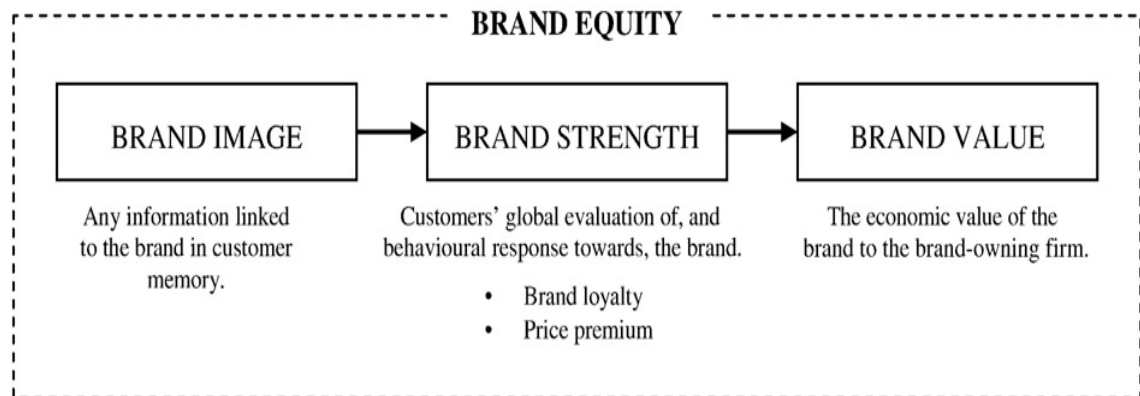 BRAND EQUITY
BRAND IMAGE
Any information linked
to the brand in customer
memory.
BRAND STRENGTH
Customers’ global evaluation of, and
behavioural response towards, the brand.
• Brand loyalty
• Price premium
BRAND VALUE
The economic value of the
brand to the brand-owning firm.